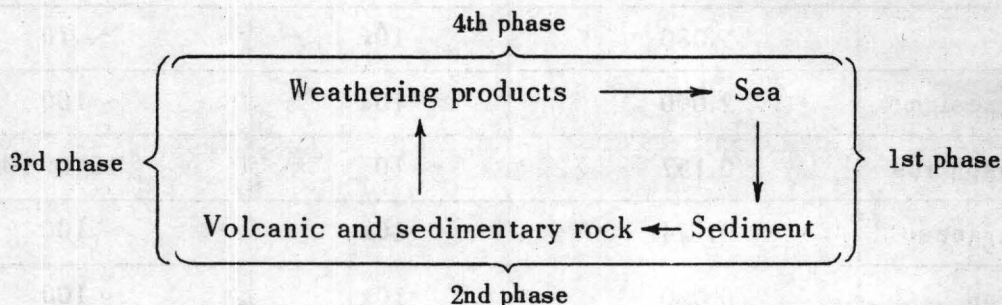 4th phase
Weathering products → Sea
3rd phase
1st phase
Volcanic and sedimentary rock ← Sediment
2nd phase